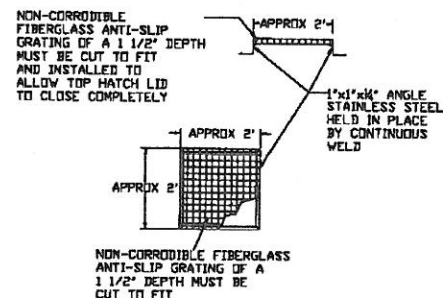 NON-CORRODIBLE
FIBERGLASS ANTI-SLIP
GRATING OF A 1 1/2" DEPTH
MUST BE CUT TO FIT
AND INSTALLED TO
ALLOW TOP HATCH LID
TO CLOSE COMPLETELY
APPROX 2'
1"x1"x1/4" ANGLE
STAINLESS STEEL
HELD IN PLACE
BY CONTINUOUS
WELD
APPROX 2'
APPROX 2'
NON-CORRODIBLE FIBERGLASS
ANTI-SLIP GRATING OF A
1 1/2" DEPTH MUST BE
CUT TO FIT